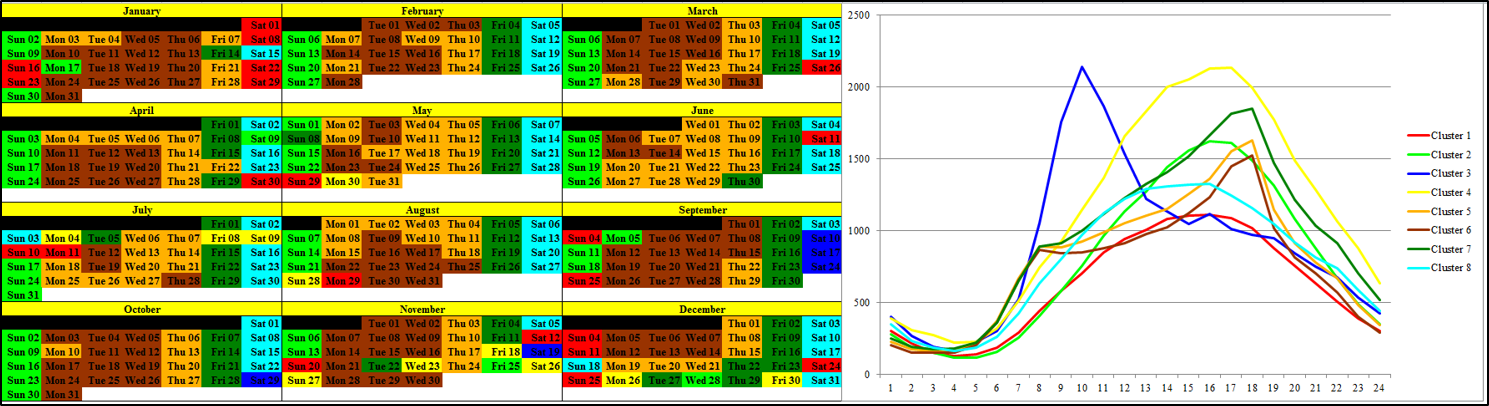 January
Sat 01
Sun 02 Mon 03 Tue 04 Wed 05 Thu 06 Fri 07 Sat 08
Sun 09 Mon 10 Tue 11 Wed 12 Thu 13 Fri 14 Sat 15
Sun 16 Mon 17 Tue 18 Wed 19 Thu 20 Fri 21 Sat 22
Sun 23 Mon 24 Tue 25 Wed 26 Thu 27 Fri 28 Sat 29
Sun 30 Mon 31
February
Tue 01 Wed 02 Thu 03 Fri 04 Sat 05
Sun 06 Mon 07 Tue 08 Wed 09 Thu 10 Fri 11 Sat 12
Sun 13 Mon 14 Tue 15 Wed 16 Thu 17 Fri 18 Sat 19
Sun 20 Mon 21 Tue 22 Wed 23 Thu 24 Fri 25 Sat 26
Sun 27 Mon 28
March
Tue 01 Wed 02 Thu 03 Fri 04 Sat 05
Sun 06 Mon 07 Tue 08 Wed 09 Thu 10 Fri 11 Sat 12
Sun 13 Mon 14 Tue 15 Wed 16 Thu 17 Fri 18 Sat 19
Sun 20 Mon 21 Tue 22 Wed 23 Thu 24 Fri 25 Sat 26
Sun 27 Mon 28 Tue 29 Wed 30 Thu 31
April
Fri 01 Sat 02
Sun 03 Mon 04 Tue 05 Wed 06 Thu 07 Fri 08 Sat 09
Sun 10 Mon 11 Tue 12 Wed 13 Thu 14 Fri 15 Sat 16
Sun 17 Mon 18 Tue 19 Wed 20 Thu 21 Fri 22 Sat 23
Sun 24 Mon 25 Tue 26 Wed 27 Thu 28 Fri 29 Sat 30
May
Sun 01 Mon 02 Tue 03 Wed 04 Thu 05 Fri 06 Sat 07
Sun 08 Mon 09 Tue 10 Wed 11 Thu 12 Fri 13 Sat 14
Sun 15 Mon 16 Tue 17 Wed 18 Thu 19 Fri 20 Sat 21
Sun 22 Mon 23 Tue 24 Wed 25 Thu 26 Fri 27 Sat 28
Sun 29 Mon 30 Tue 31
June
Wed 01 Thu 02 Fri 03 Sat 04
Sun 05 Mon 06 Tue 07 Wed 08 Thu 09 Fri 10 Sat 11
Sun 12 Mon 13 Tue 14 Wed 15 Thu 16 Fri 17 Sat 18
Sun 19 Mon 20 Tue 21 Wed 22 Thu 23 Fri 24 Sat 25
Sun 26 Mon 27 Tue 28 Wed 29 Thu 30
July
Fri 01 Sat 02
Sun 03 Mon 04 Tue 05 Wed 06 Thu 07 Fri 08 Sat 09
Sun 10 Mon 11 Tue 12 Wed 13 Thu 14 Fri 15 Sat 16
Sun 17 Mon 18 Tue 19 Wed 20 Thu 21 Fri 22 Sat 23
Sun 24 Mon 25 Tue 26 Wed 27 Thu 28 Fri 29 Sat 30
Sun 31
August
Mon 01 Tue 02 Wed 03 Thu 04 Fri 05 Sat 06
Sun 07 Mon 08 Tue 09 Wed 10 Thu 11 Fri 12 Sat 13
Sun 14 Mon 15 Tue 16 Wed 17 Thu 18 Fri 19 Sat 20
Sun 21 Mon 22 Tue 23 Wed 24 Thu 25 Fri 26 Sat 27
Sun 28 Mon 29 Tue 30 Wed 31
September
Thu 01 Fri 02 Sat 03
Sun 04 Mon 05 Tue 06 Wed 07 Thu 08 Fri 09 Sat 10
Sun 11 Mon 12 Tue 13 Wed 14 Thu 15 Fri 16 Sat 17
Sun 18 Mon 19 Tue 20 Wed 21 Thu 22 Fri 23 Sat 24
Sun 25 Mon 26 Tue 27 Wed 28 Thu 29 Fri 30
October
Sat 01
Sun 02 Mon 03 Tue 04 Wed 05 Thu 06 Fri 07 Sat 08
Sun 09 Mon 10 Tue 11 Wed 12 Thu 13 Fri 14 Sat 15
Sun 16 Mon 17 Tue 18 Wed 19 Thu 20 Fri 21 Sat 22
Sun 23 Mon 24 Tue 25 Wed 26 Thu 27 Fri 28 Sat 29
Sun 30 Mon 31
November
Tue 01 Wed 02 Thu 03 Fri 04 Sat 05
Sun 06 Mon 07 Tue 08 Wed 09 Thu 10 Fri 11 Sat 12
Sun 13 Mon 14 Tue 15 Wed 16 Thu 17 Fri 18 Sat 19
Sun 20 Mon 21 Tue 22 Wed 23 Thu 24 Fri 25 Sat 26
Sun 27 Mon 28 Tue 29 Wed 30
December
Thu 01 Fri 02 Sat 03
Sun 04 Mon 05 Tue 06 Wed 07 Thu 08 Fri 09 Sat 10
Sun 11 Mon 12 Tue 13 Wed 14 Thu 15 Fri 16 Sat 17
Sun 18 Mon 19 Tue 20 Wed 21 Thu 22 Fri 23 Sat 24
Sun 25 Mon 26 Tue 27 Wed 28 Thu 29 Fri 30 Sat 31
2500
2000
1500
1000
500
0
1 2 3 4 5 6 7 8 9 10 11 12 13 14 15 16 17 18 19 20 21 22 23 24
Cluster 1
Cluster 2
Cluster 3
Cluster 4
Cluster 5
Cluster 6
Cluster 7
Cluster 8